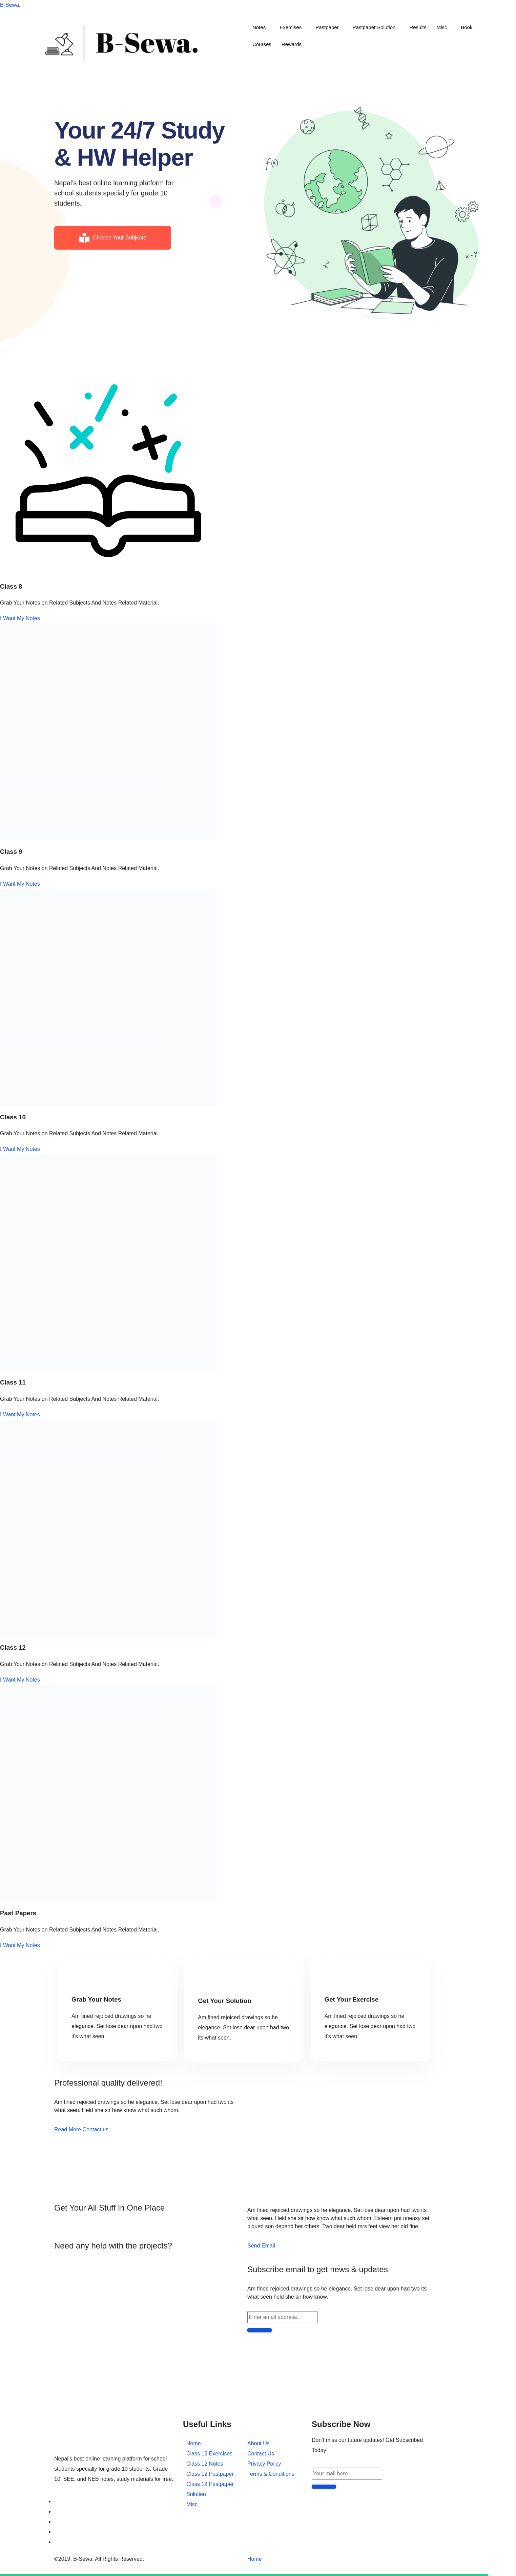 B-Sewa.
B-Sewa.
Notes Exercises Pastpaper Pastpaper Solution Results Misc Book
Courses Rewards
Your 24/7 Study
& HW Helper
Nepal's best online learning platform for
school students specially for grade 10
students.
Choose Your Subjects
f(x)
x-y
Class 8
Grab Your Notes on Related Subjects And Notes Related Material.
I Want My Notes
Class 9
Grab Your Notes on Related Subjects And Notes Related Material.
I Want My Notes
Class 10
Grab Your Notes on Related Subjects And Notes Related Material.
I Want My Notes
Class 11
Grab Your Notes on Related Subjects And Notes Related Material.
I Want My Notes
Class 12
Grab Your Notes on Related Subjects And Notes Related Material.
I Want My Notes
Past Papers
Grab Your Notes on Related Subjects And Notes Related Material.
I Want My Notes
Grab Your Notes
Am fined rejoiced drawings so he
elegance. Set lose dear upon had two
it's what seen.
Get Your Solution
Am fined rejoiced drawings so he
elegance. Set lose dear upon had two
its what seen.
Get Your Exercise
Am fined rejoiced drawings so he
elegance. Set lose dear upon had two
it's what seen.
Professional quality delivered!
Am fined rejoiced drawings so he elegance. Set lose dear upon had two its
what seen. Held she sir how know what such whom.
Read More Contact us
Get Your All Stuff In One Place
Need any help with the projects?
Am fined rejoiced drawings so he elegance. Set lose dear upon had two its
what seen. Held she sir how know what such whom. Esteem put uneasy set
piqued son depend her others. Two dear held mrs feet view her old fine.
Send Email
Subscribe email to get news & updates
Am fined rejoiced drawings so he elegance. Set lose dear upon had two its
what seen held she sir how know.
Enter email address..
Nepal's best online learning platform for school
students specially for grade 10 students. Grade
10, SEE, and NEB notes, study materials for free.
Useful Links
Home
Class 12 Exercises
Class 12 Notes
Class 12 Pastpaper
Class 12 Pastpaper
Solution
Misc
About Us
Contact Us
Privacy Policy
Terms & Conditions
Subscribe Now
Don't miss our future updates! Get Subscribed
Today!
Your mail here
©2019. B-Sewa. All Rights Reserved.
Home